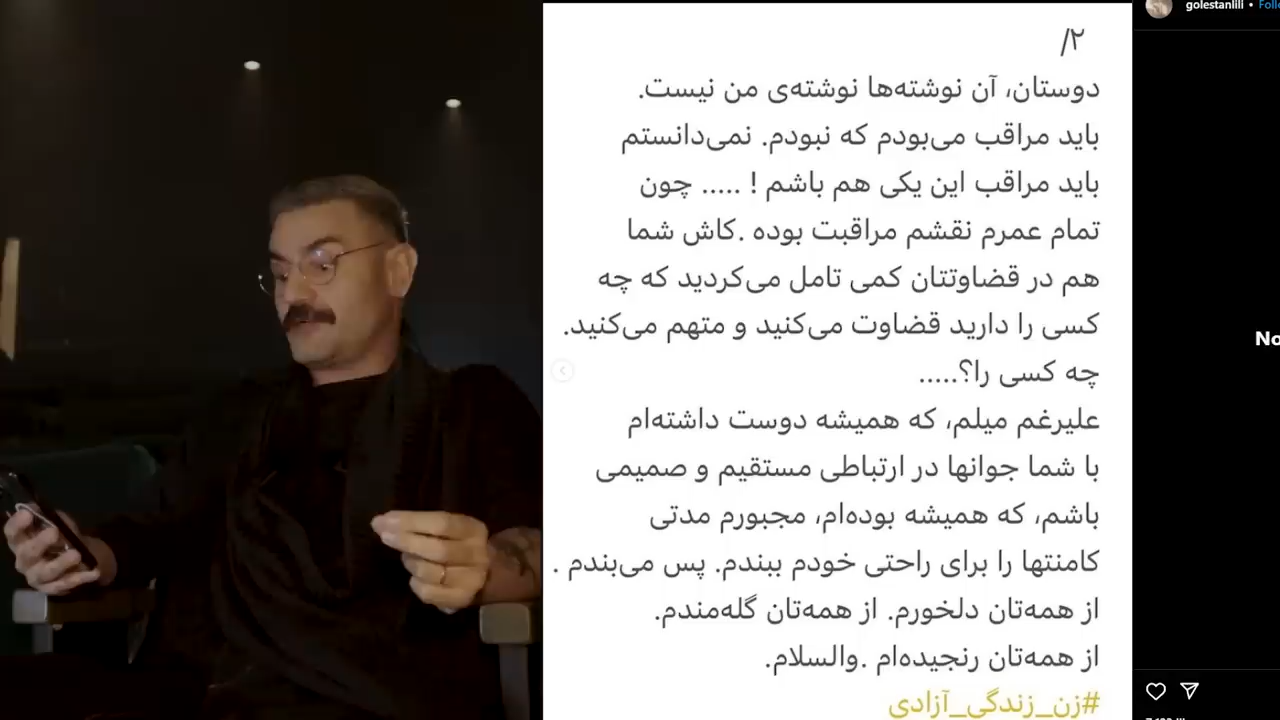 golestanlili • Follo
۲/
دوستان، آن نوشته‌ها نوشته‌ی من نیست.
باید مراقب می‌بودم که نبودم. نمی‌دانستم
باید مراقب این یکی هم باشم ! ..... چون
تمام عمرم نقشم مراقبت بوده .کاش شما
هم در قضاوتتان کمی تامل می‌کردید که چه
کسی را دارید قضاوت می‌کنید و متهم می‌کنید.
چه کسی را؟.....
علیرغم میلم، که همیشه دوست داشته‌ام
با شما جوانها در ارتباطی مستقیم و صمیمی
باشم، که همیشه بوده‌ام، مجبورم مدتی
کامنتها را برای راحتی خودم ببندم. پس می‌بندم .
از همه‌تان دلخورم. از همه‌تان گله‌مندم.
از همه‌تان رنجیده‌ام .والسلام.
#زن_زندگی_آزادی
No